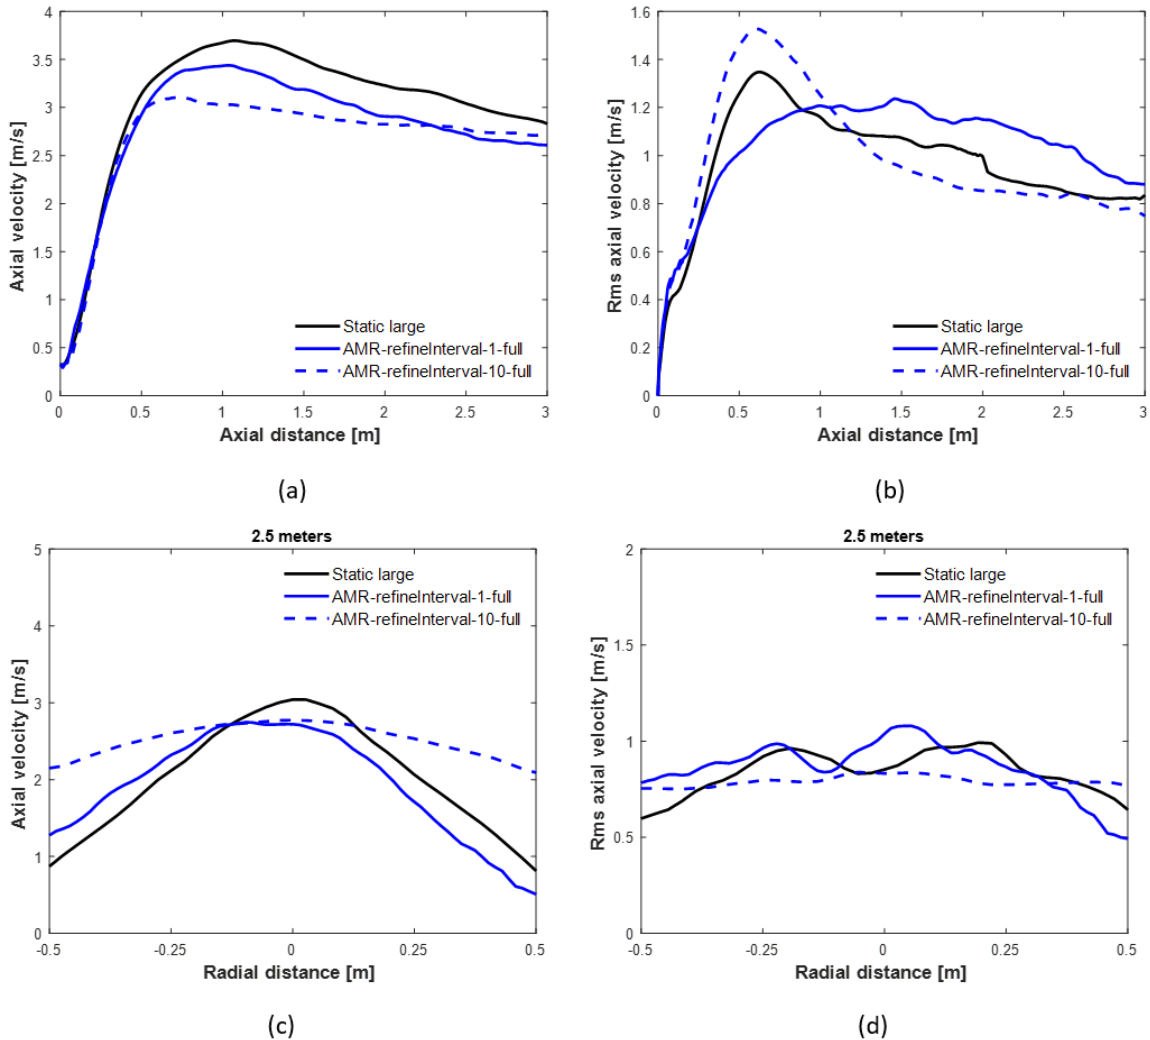 4
3.5
3
2.5
2
1.5
1
0.5
0
Axial velocity [m/s]
0 0.5 1 1.5 2 2.5 3
Axial distance [m]
Static large
AMR-refineInterval-1-full
AMR-refineInterval-10-full
(a)
1.6
1.4
1.2
1
0.8
0.6
0.4
0.2
0
Rms axial velocity [m/s]
0 0.5 1 1.5 2 2.5 3
Axial distance [m]
Static large
AMR-refineInterval-1-full
AMR-refineInterval-10-full
(b)
2.5 meters
5
4
3
2
1
0
Axial velocity [m/s]
-0.5 -0.25 0 0.25 0.5
Radial distance [m]
Static large
AMR-refineInterval-1-full
AMR-refineInterval-10-full
(c)
2.5 meters
2
1.5
1
0.5
0
Rms axial velocity [m/s]
-0.5 -0.25 0 0.25 0.5
Radial distance [m]
Static large
AMR-refineInterval-1-full
AMR-refineInterval-10-full
(d)